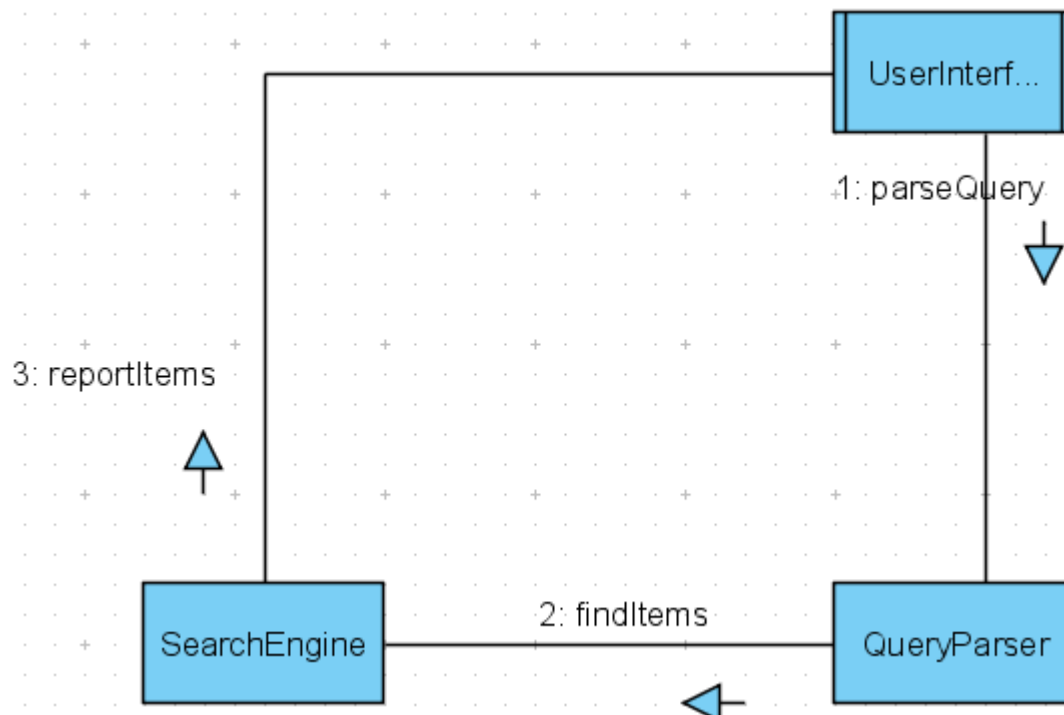 UserInterf...
1: parseQuery
3: reportItems
2: findItems
SearchEngine
QueryParser